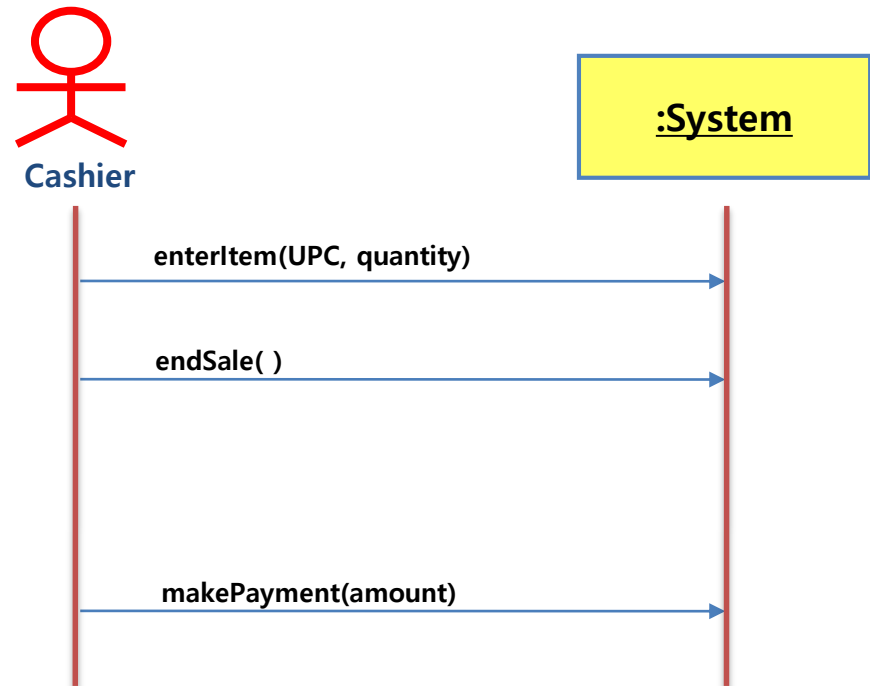 :System
Cashier
enterItem(UPC, quantity)
endSale( )
makePayment(amount)